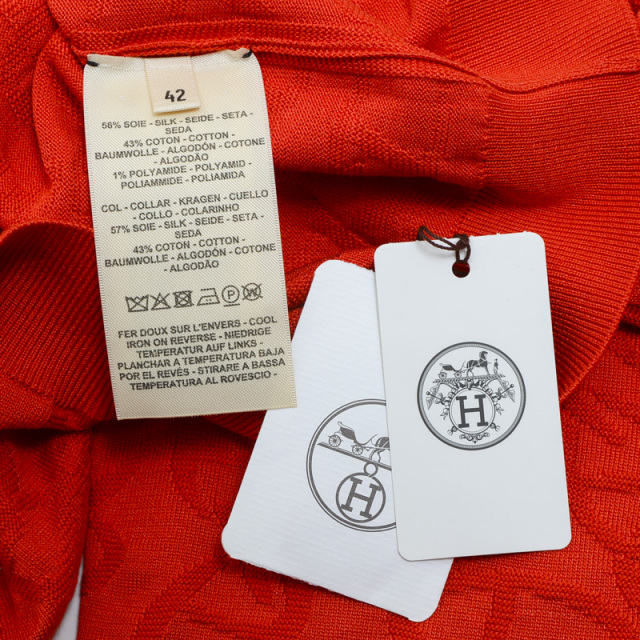 42
56% SOIE - SILK - SEIDE - SETA -
SEDA
43% COTON - COTTON -
BAUMWOLLE - ALGODÓN - COTONE
- ALGODÃO
1% POLYAMIDE - POLYAMID -
POLIAMMIDE - POLIAMIDA
COL - COLLAR - KRAGEN - CUELLO
- COLLO - COLARINHO
57% SOIE - SILK - SEIDE - SETA -
SEDA
43% COTON - COTTON -
BAUMWOLLE - ALGODÓN - COTONE
- ALGODÃO
P
FER DOUX SUR L'ENVERS - COOL
IRON ON REVERSE - NIEDRIGE
TEMPERATUR AUF LINKS -
PLANCHAR A TEMPERATURA BAJA
POR EL REVÉS - STIRARE A BASSA
TEMPERATURA AL ROVESCIO -
H
H